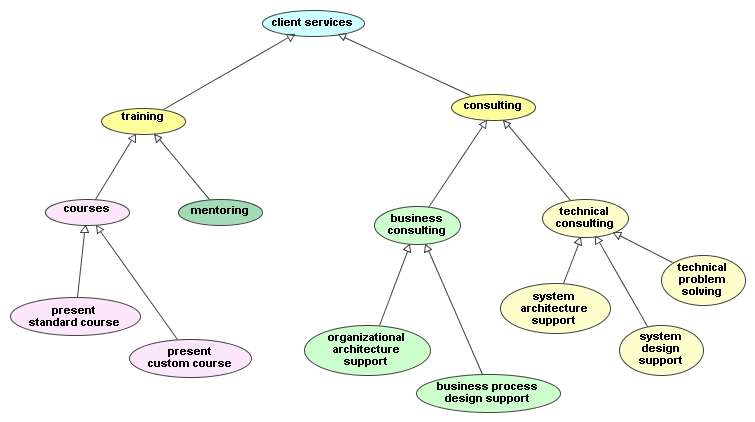 client services
training
consulting
courses
mentoring
business
consulting
technical
consulting
present
standard course
present
custom course
organizational
architecture
support
business process
design support
system
architecture
support
system
design
support
technical
problem
solving